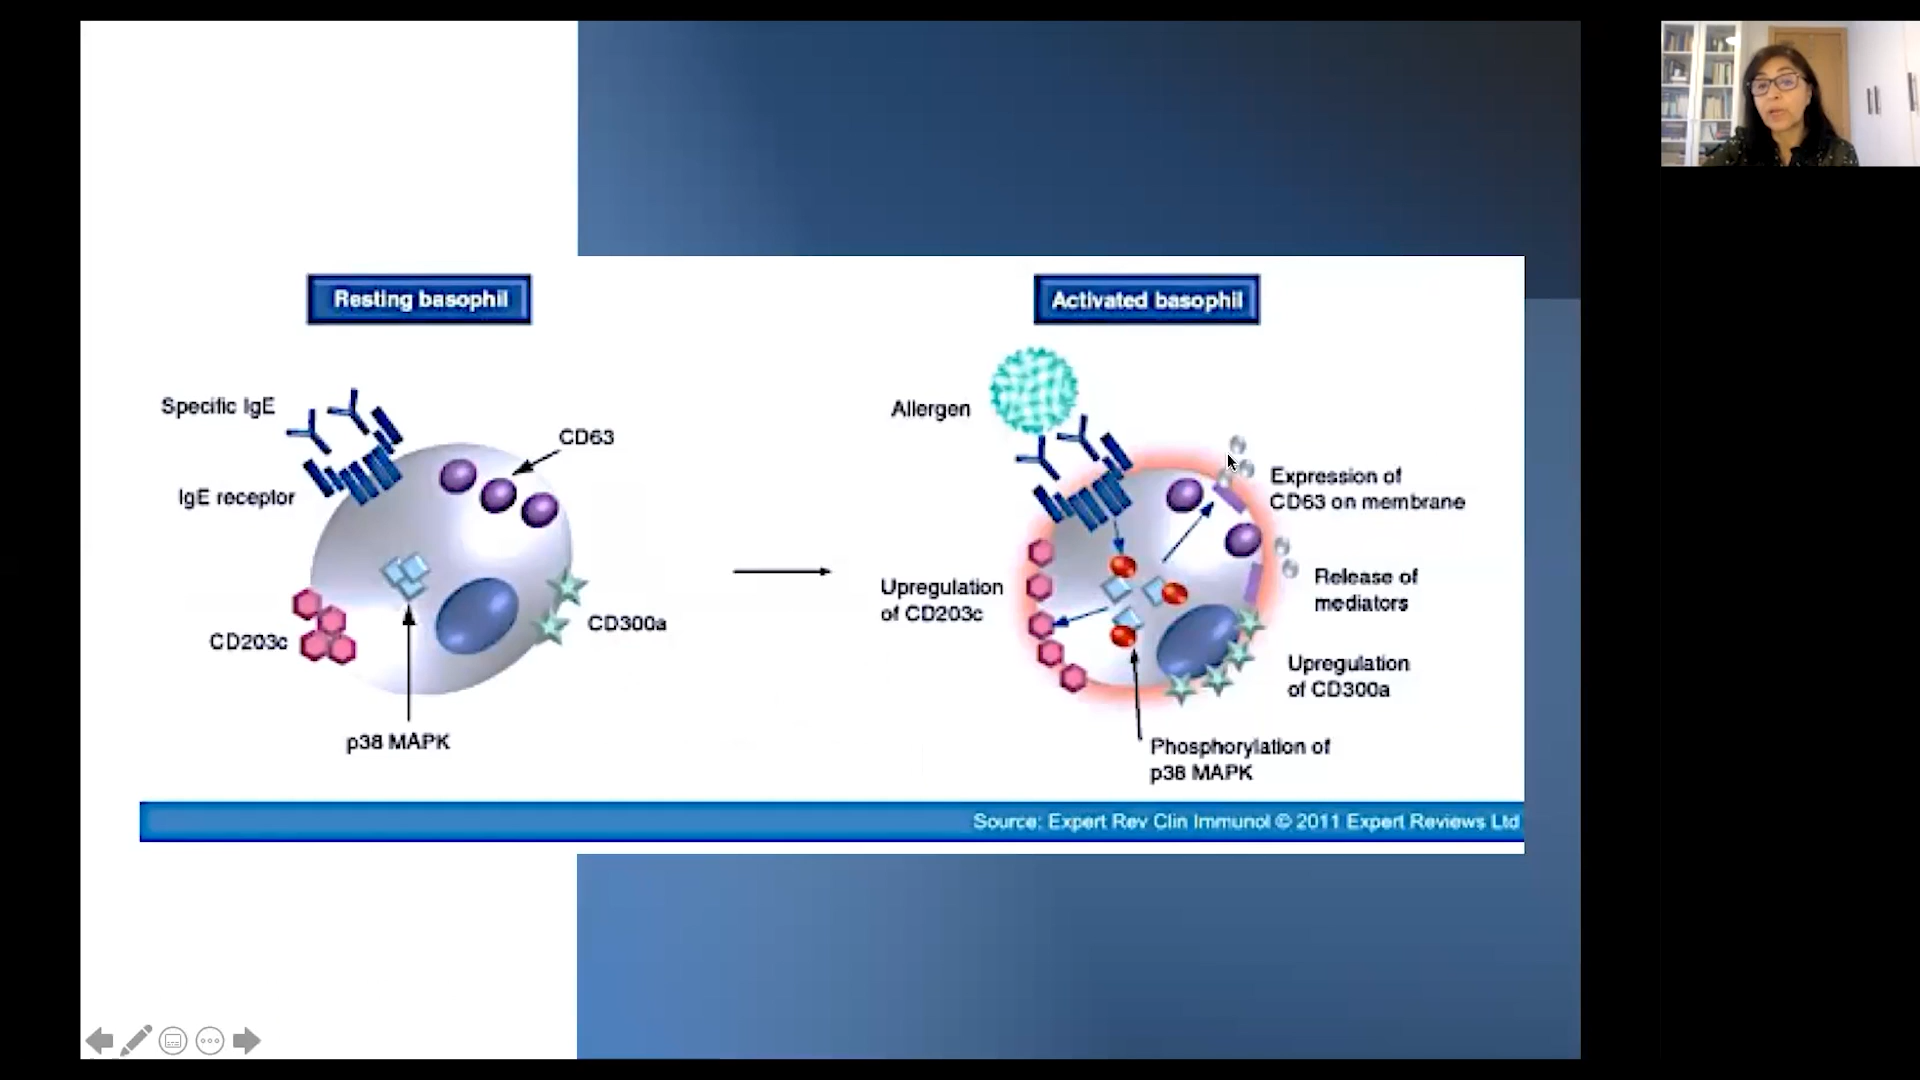 Resting basophil
Specific IgE
CD63
IgE receptor
CD203c
CD300a
p38 MAPK
Activated basophil
Allergen
Expression of
CD63 on membrane
Upregulation
of CD203c
Release of
mediators
Upregulation
of CD300a
Phosphorylation of
p38 MAPK
Source: Expert Rev Clin Immunol © 2011 Expert Reviews Ltd